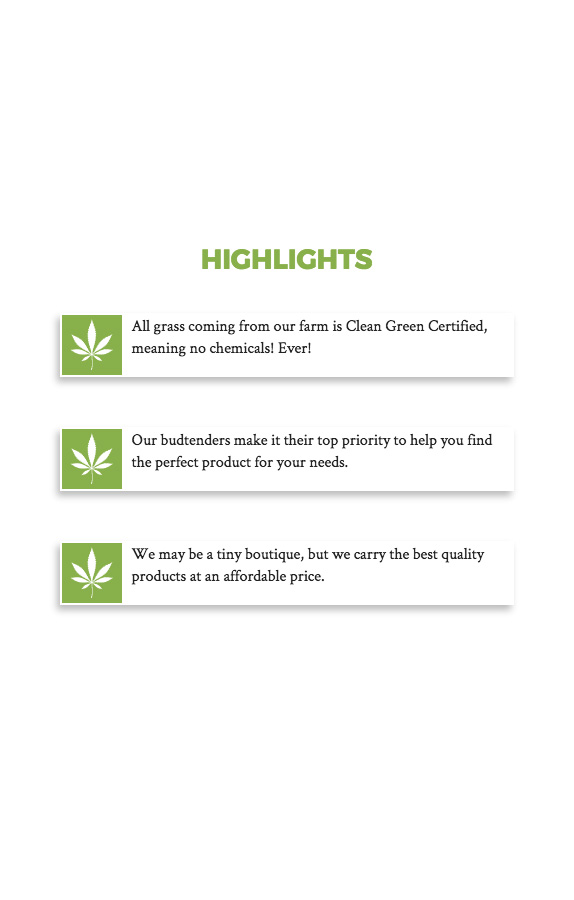 HIGHLIGHTS
All grass coming from our farm is Clean Green Certified,
meaning no chemicals! Ever!
Our budtenders make it their top priority to help you find
the perfect product for your needs.
We may be a tiny boutique, but we carry the best quality
products at an affordable price.